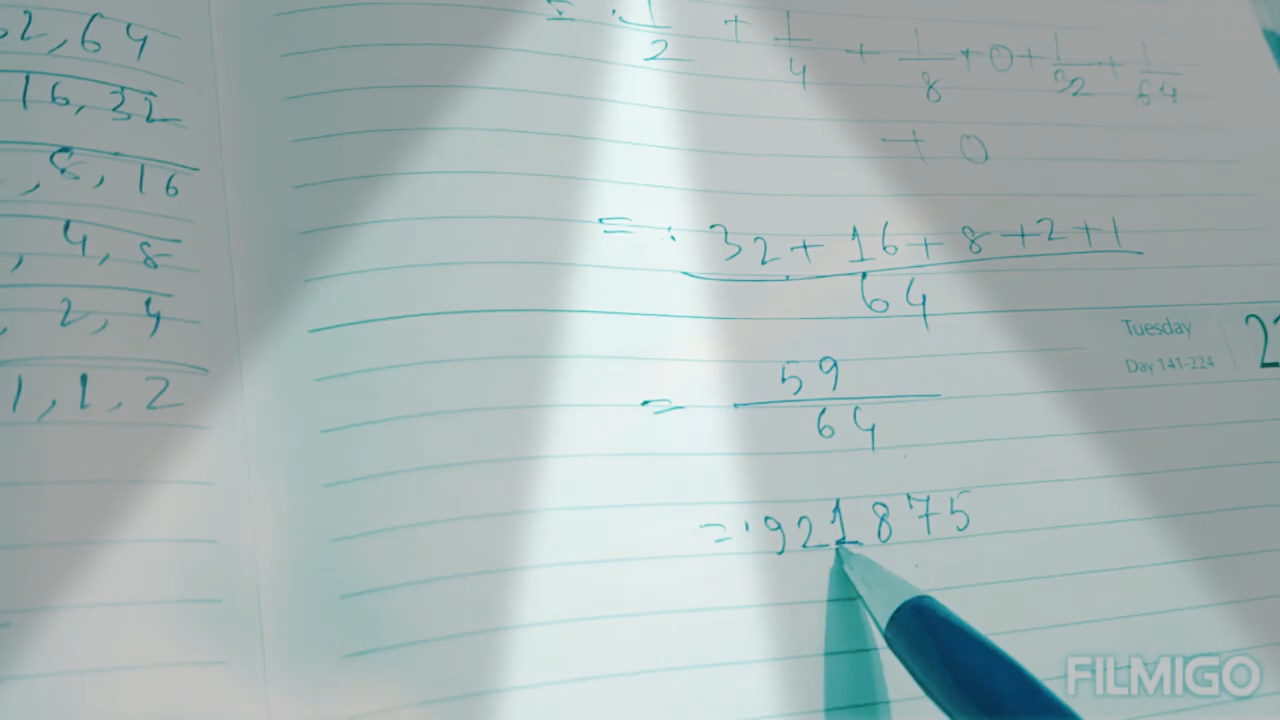 2, 64
16, 32
, 8, 16
, 4, 8
, 2, 4
1, 1, 2
= . 1/2 + 1/4 + 1/8 + 0 + 1/32 + 1/64
+ 0
= . 32 + 16 + 8 + 2 + 1
64
= 59/64
= .921875
Tuesday
Day 141-224
FILMIGO